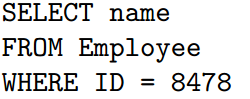 SELECT name
FROM Employee
WHERE ID = 8478